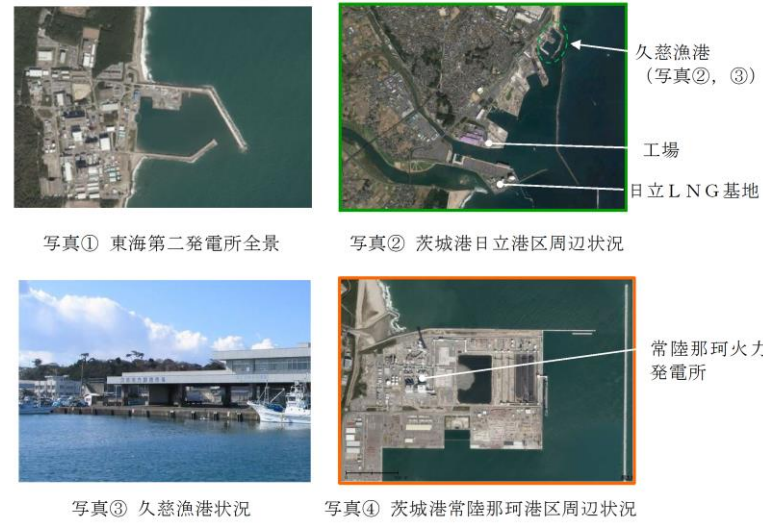 久慈漁港
（写真②，③）
工場
日立ＬＮＧ基地
写真① 東海第二発電所全景
写真② 茨城港日立港区周辺状況
常陸那珂火力
発電所
写真③ 久慈漁港状況
写真④ 茨城港常陸那珂港区周辺状況